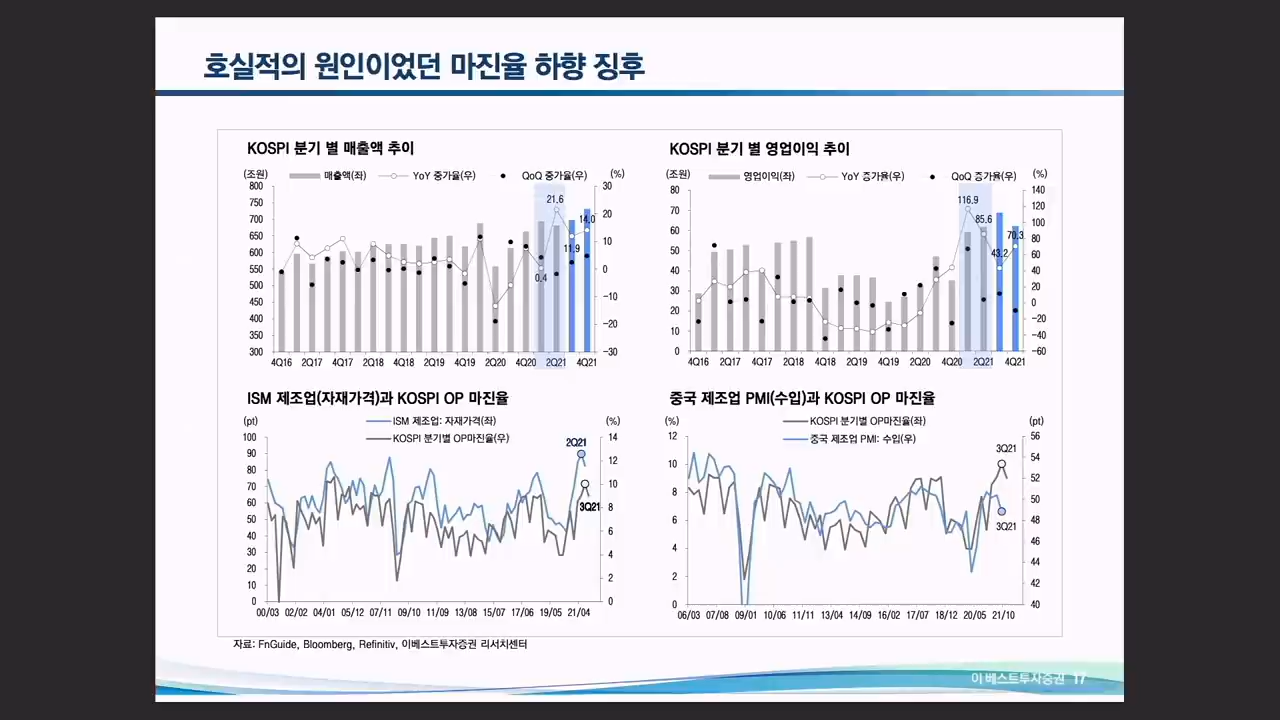 호실적의 원인이었던 마진율 하향 징후
KOSPI 분기 별 매출액 추이
(조원) 매출액(좌) YoY 증가율(우) QoQ 증가율(우) (%)
800 30
750 20
700
650 10
600
550 0
500
450 -10
400 -20
350
300 -30
21.6
14.0
11.9
0.4
4Q16 2Q17 4Q17 2Q18 4Q18 2Q19 4Q19 2Q20 4Q20 2Q21 4Q21
KOSPI 분기 별 영업이익 추이
(조원) 영업이익(좌) YoY 증가율(우) QoQ 증가율(우) (%)
80 140
70 120
60 100
50 80
40 60
30 40
20 20
10 0
0 -20
-40
-60
116.9
85.6
70.3
43.2
4Q16 2Q17 4Q17 2Q18 4Q18 2Q19 4Q19 2Q20 4Q20 2Q21 4Q21
ISM 제조업(자재가격)과 KOSPI OP 마진율
(pt) ISM 제조업: 자재가격(좌) (%)
KOSPI 분기별 OP마진율(우)
100 14
90 12
80
70 10
60 8
50
40 6
30 4
20
10 2
0 0
2Q21
3Q21
00/03 02/02 04/01 05/12 07/11 09/10 11/09 13/08 15/07 17/06 19/05 21/04
중국 제조업 PMI(수입)과 KOSPI OP 마진율
(%) KOSPI 분기별 OP마진율(좌) (pt)
중국 제조업 PMI: 수입(우)
12 56
10 54
8 52
6 50
4 48
2 46
0 44
42
40
3Q21
3Q21
06/03 07/08 09/01 10/06 11/11 13/04 14/09 16/02 17/07 18/12 20/05 21/10
자료: FnGuide, Bloomberg, Refinitiv, 이베스트투자증권 리서치센터
이베스트투자증권 17